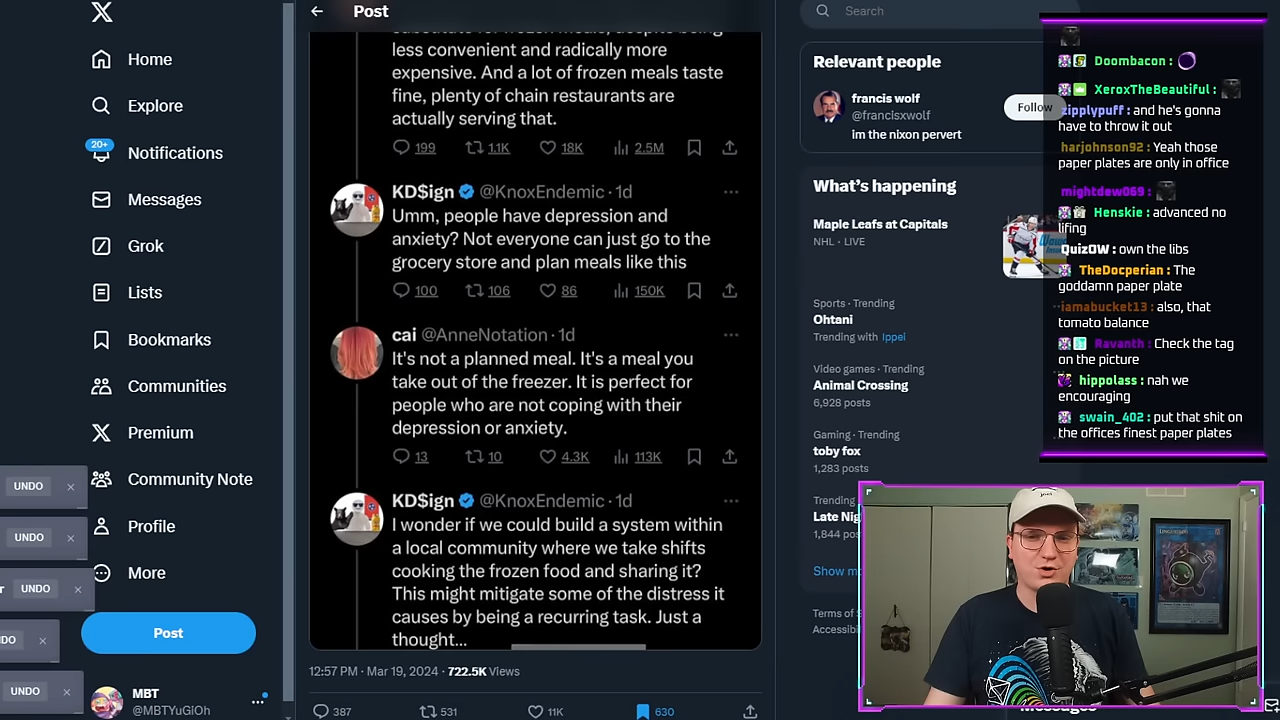 Post
Search
Home
Explore
20+
Notifications
Messages
Grok
Lists
Bookmarks
Communities
Premium
Community Note
Profile
More
Post
UNDO ×
UNDO ×
UNDO ×
×
UNDO ×
MBT
@MBTYuGiOh
less convenient and radically more
expensive. And a lot of frozen meals taste
fine, plenty of chain restaurants are
actually serving that.
199 1.1K 18K 2.5M
KD$ign @KnoxEndemic · 1d
Umm, people have depression and
anxiety? Not everyone can just go to the
grocery store and plan meals like this
100 106 86 150K
cai @AnneNotation · 1d
It's not a planned meal. It's a meal you
take out of the freezer. It is perfect for
people who are not coping with their
depression or anxiety.
13 10 4.3K 113K
KD$ign @KnoxEndemic · 1d
I wonder if we could build a system within
a local community where we take shifts
cooking the frozen food and sharing it?
This might mitigate some of the distress it
causes by being a recurring task. Just a
thought...
12:57 PM · Mar 19, 2024 · 722.5K Views
387 531 11K 630
Relevant people
francis wolf
@francisxwolf
Follow
im the nixon pervert
What's happening
Maple Leafs at Capitals
NHL · LIVE
Sports · Trending
Ohtani
Trending with Ippei
Video games · Trending
Animal Crossing
6,928 posts
Gaming · Trending
toby fox
1,283 posts
Trending
Late Nig
1,844 pos
Show mo
Terms of S
Accessibi
Messages
Doombacon :
XeroxTheBeautiful :
zipplypuff : and he's gonna
have to throw it out
harjohnson92 : Yeah those
paper plates are only in office
mightdew069 :
Henskie : advanced no
lifing
QuizOW : own the libs
TheDocperian : The
goddamn paper plate
iamabucket13 : also, that
tomato balance
Ravanth : Check the tag
on the picture
hippolass : nah we
encouraging
swain_402 : put that shit on
the offices finest paper plates